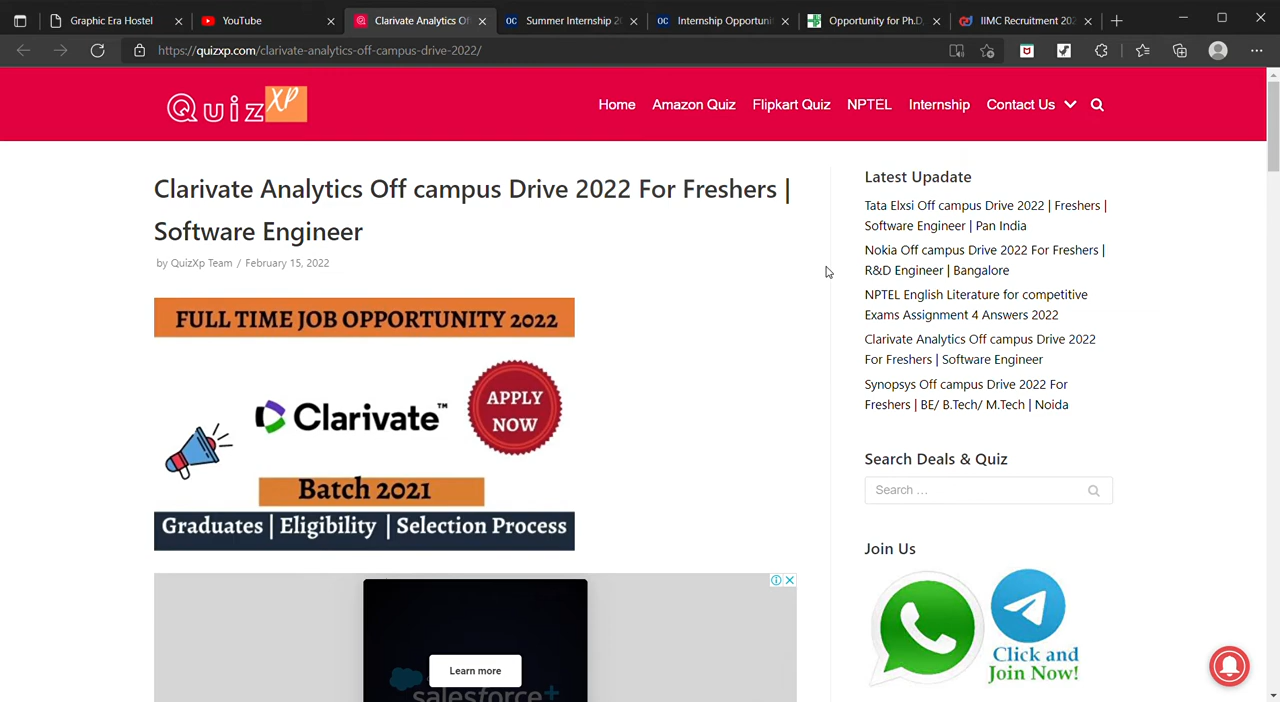 Graphic Era Hostel
YouTube
Clarivate Analytics Of
Summer Internship 2
Internship Opportuni
Opportunity for Ph.D
IIMC Recruitment 202
https://quizxp.com/clarivate-analytics-off-campus-drive-2022/
Quiz XP
Home Amazon Quiz Flipkart Quiz NPTEL Internship Contact Us
Clarivate Analytics Off campus Drive 2022 For Freshers |
Software Engineer
by QuizXp Team / February 15, 2022
FULL TIME JOB OPPORTUNITY 2022
Clarivate™
APPLY
NOW
Batch 2021
Graduates | Eligibility | Selection Process
Learn more
salesforce+
Latest Upadate
Tata Elxsi Off campus Drive 2022 | Freshers |
Software Engineer | Pan India
Nokia Off campus Drive 2022 For Freshers |
R&D Engineer | Bangalore
NPTEL English Literature for competitive
Exams Assignment 4 Answers 2022
Clarivate Analytics Off campus Drive 2022
For Freshers | Software Engineer
Synopsys Off campus Drive 2022 For
Freshers | BE/ B.Tech/ M.Tech | Noida
Search Deals & Quiz
Search …
Join Us
Click and
Join Now!